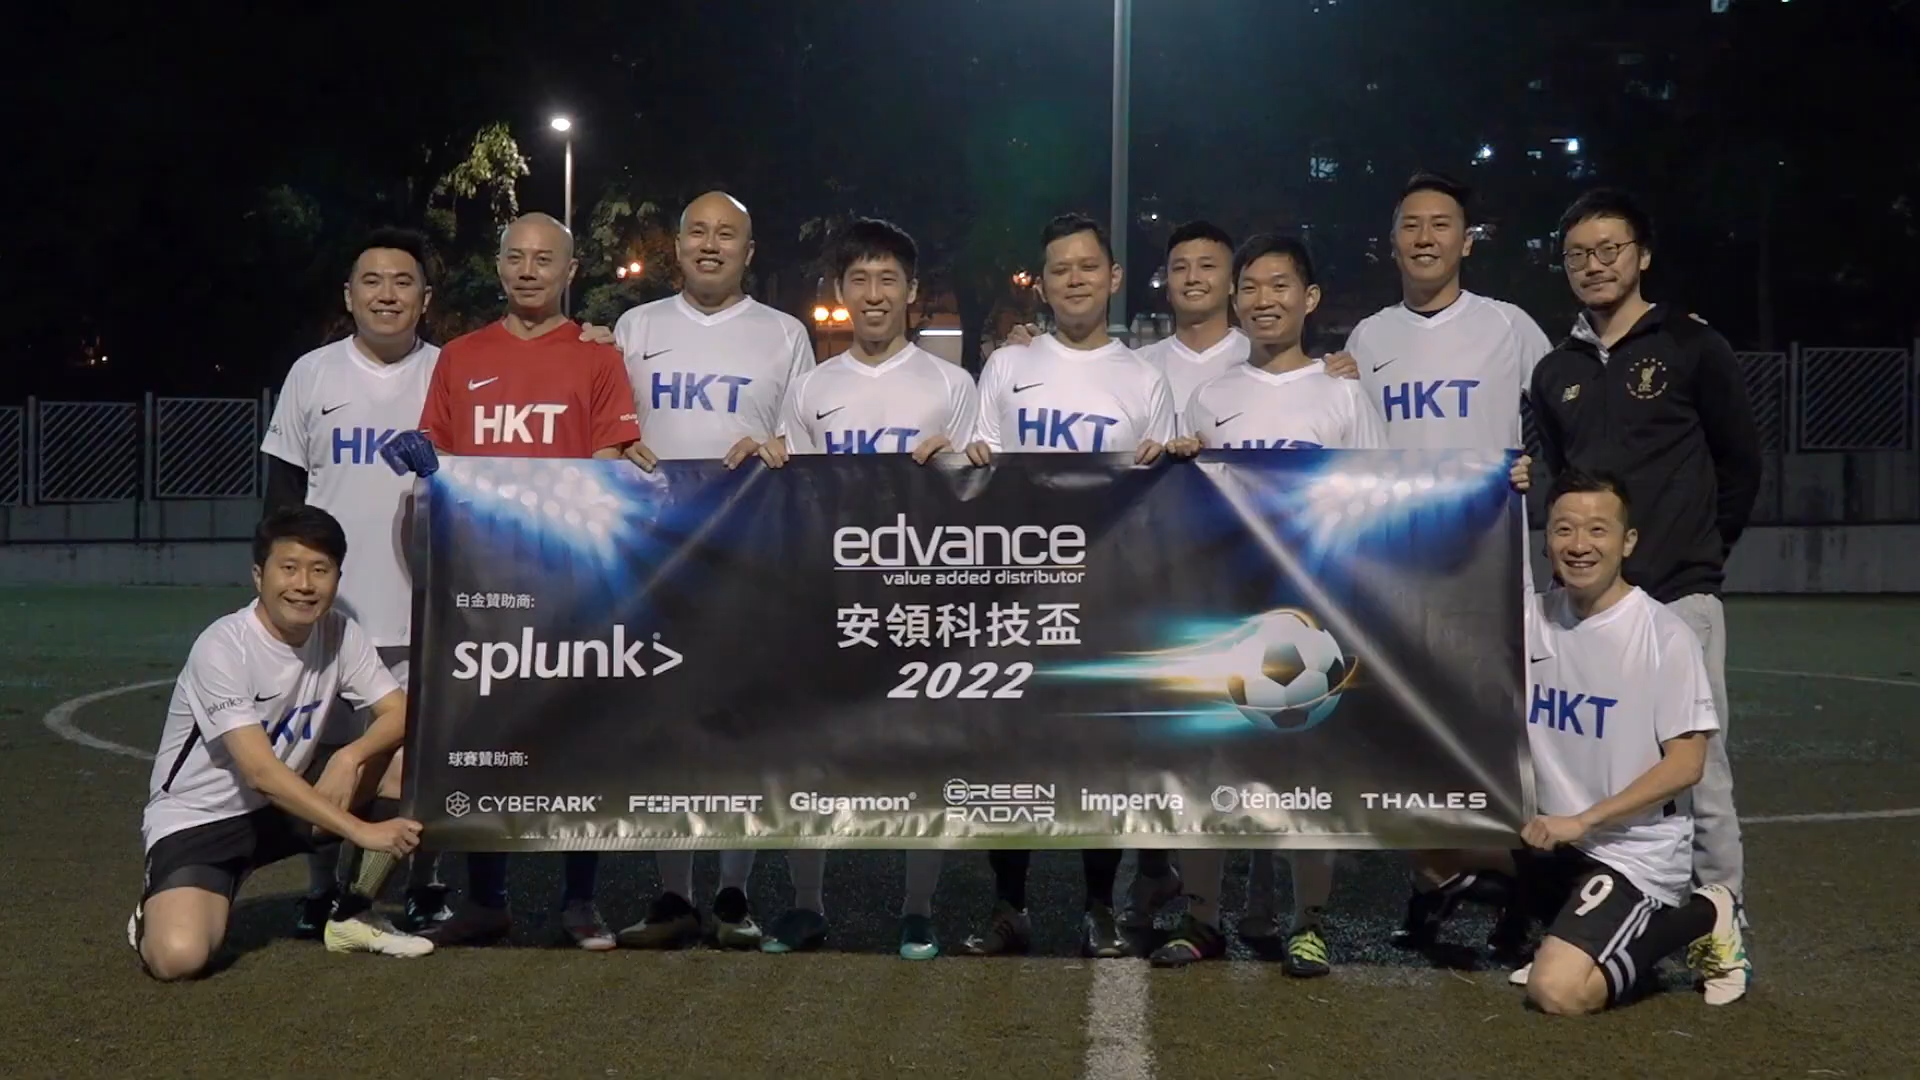 HKT
HKT
HKT
HKT
HKT
HKT
HKT
edvance
value added distributor
白金贊助商:
splunk>
安領科技盃
2022
球賽贊助商:
CYBERARK
FORTINET
Gigamon
GREEN RADAR
imperva
tenable
THALES
splunk>
HKT
HKT
9